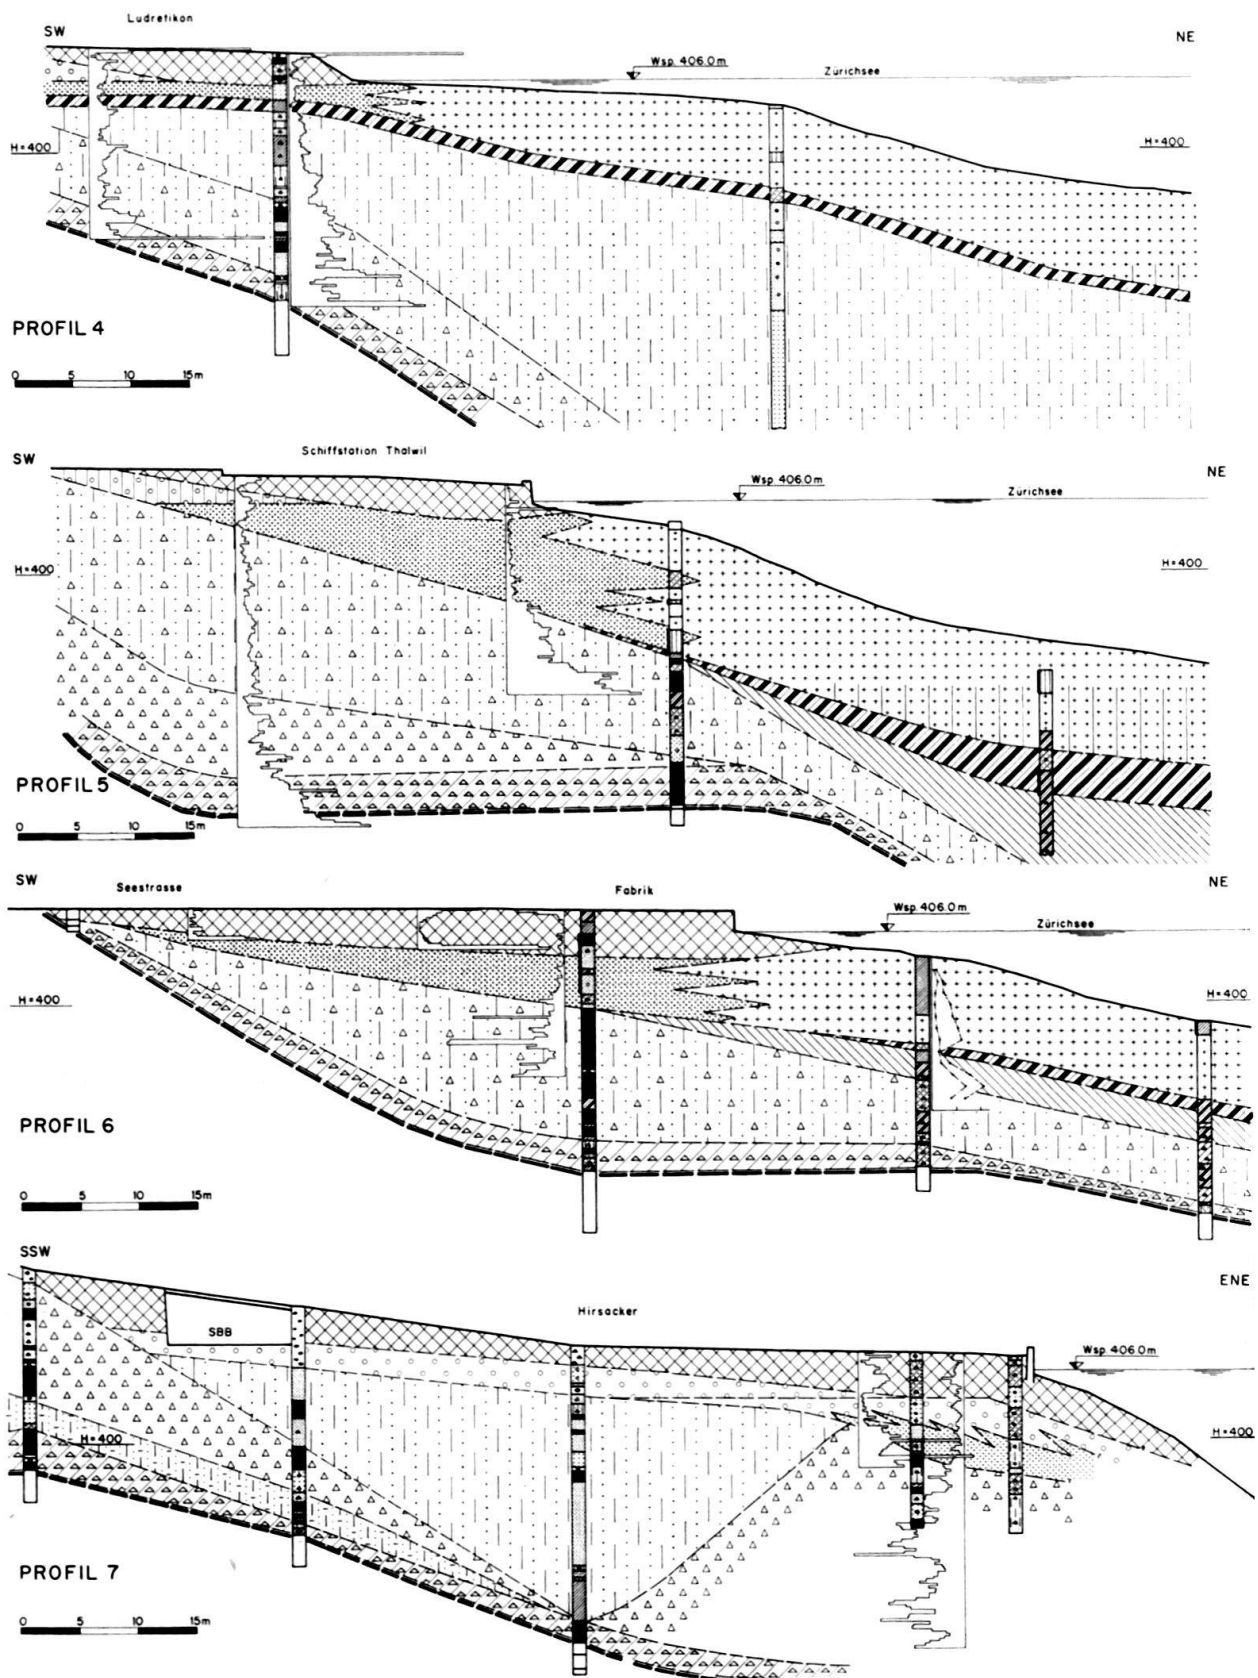 Ludretikon
SW
NE
Wsp. 406.0m
Zürichsee
H=400
H=400
PROFIL 4
0 5 10 15m
SW
Schiffstation Thalwil
NE
Wsp. 406.0m
Zürichsee
H=400
H=400
PROFIL 5
0 5 10 15m
SW
Seestrasse
Fabrik
NE
Wsp. 406.0m
Zürichsee
H=400
H=400
PROFIL 6
0 5 10 15m
SSW
ENE
Hirsacker
SBB
Wsp. 406.0m
H=400
H=400
PROFIL 7
0 5 10 15m